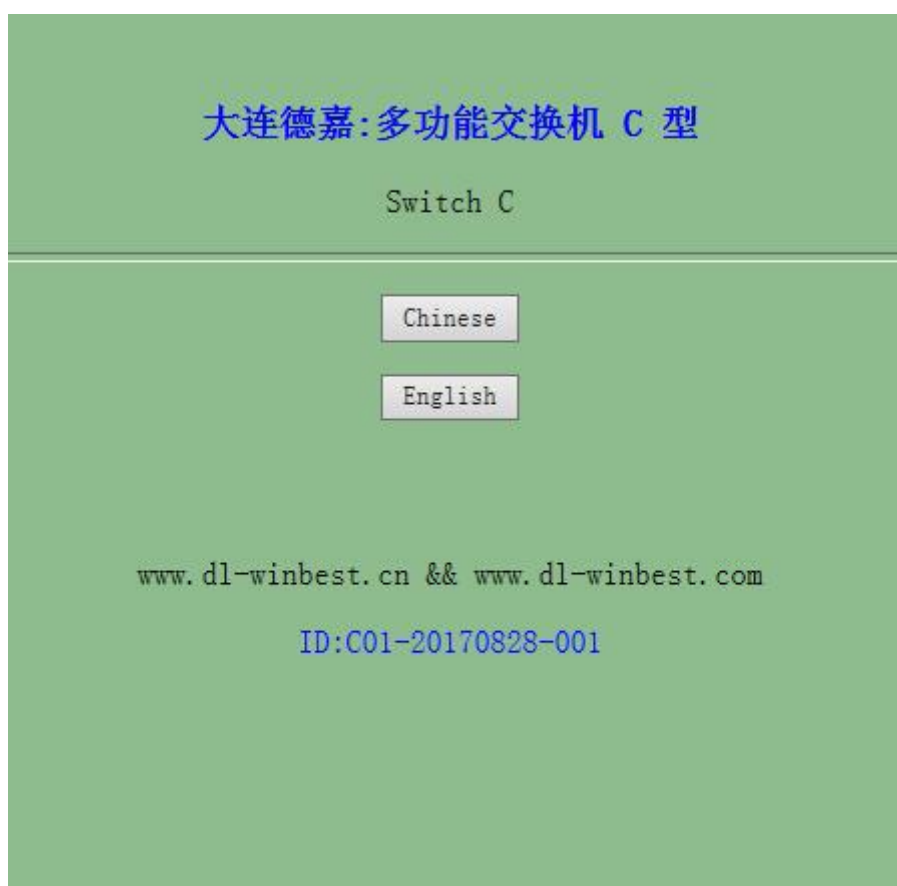 大连德嘉:多功能交换机 C 型
Switch C
Chinese
English
www.dl-winbest.cn && www.dl-winbest.com
ID:C01-20170828-001